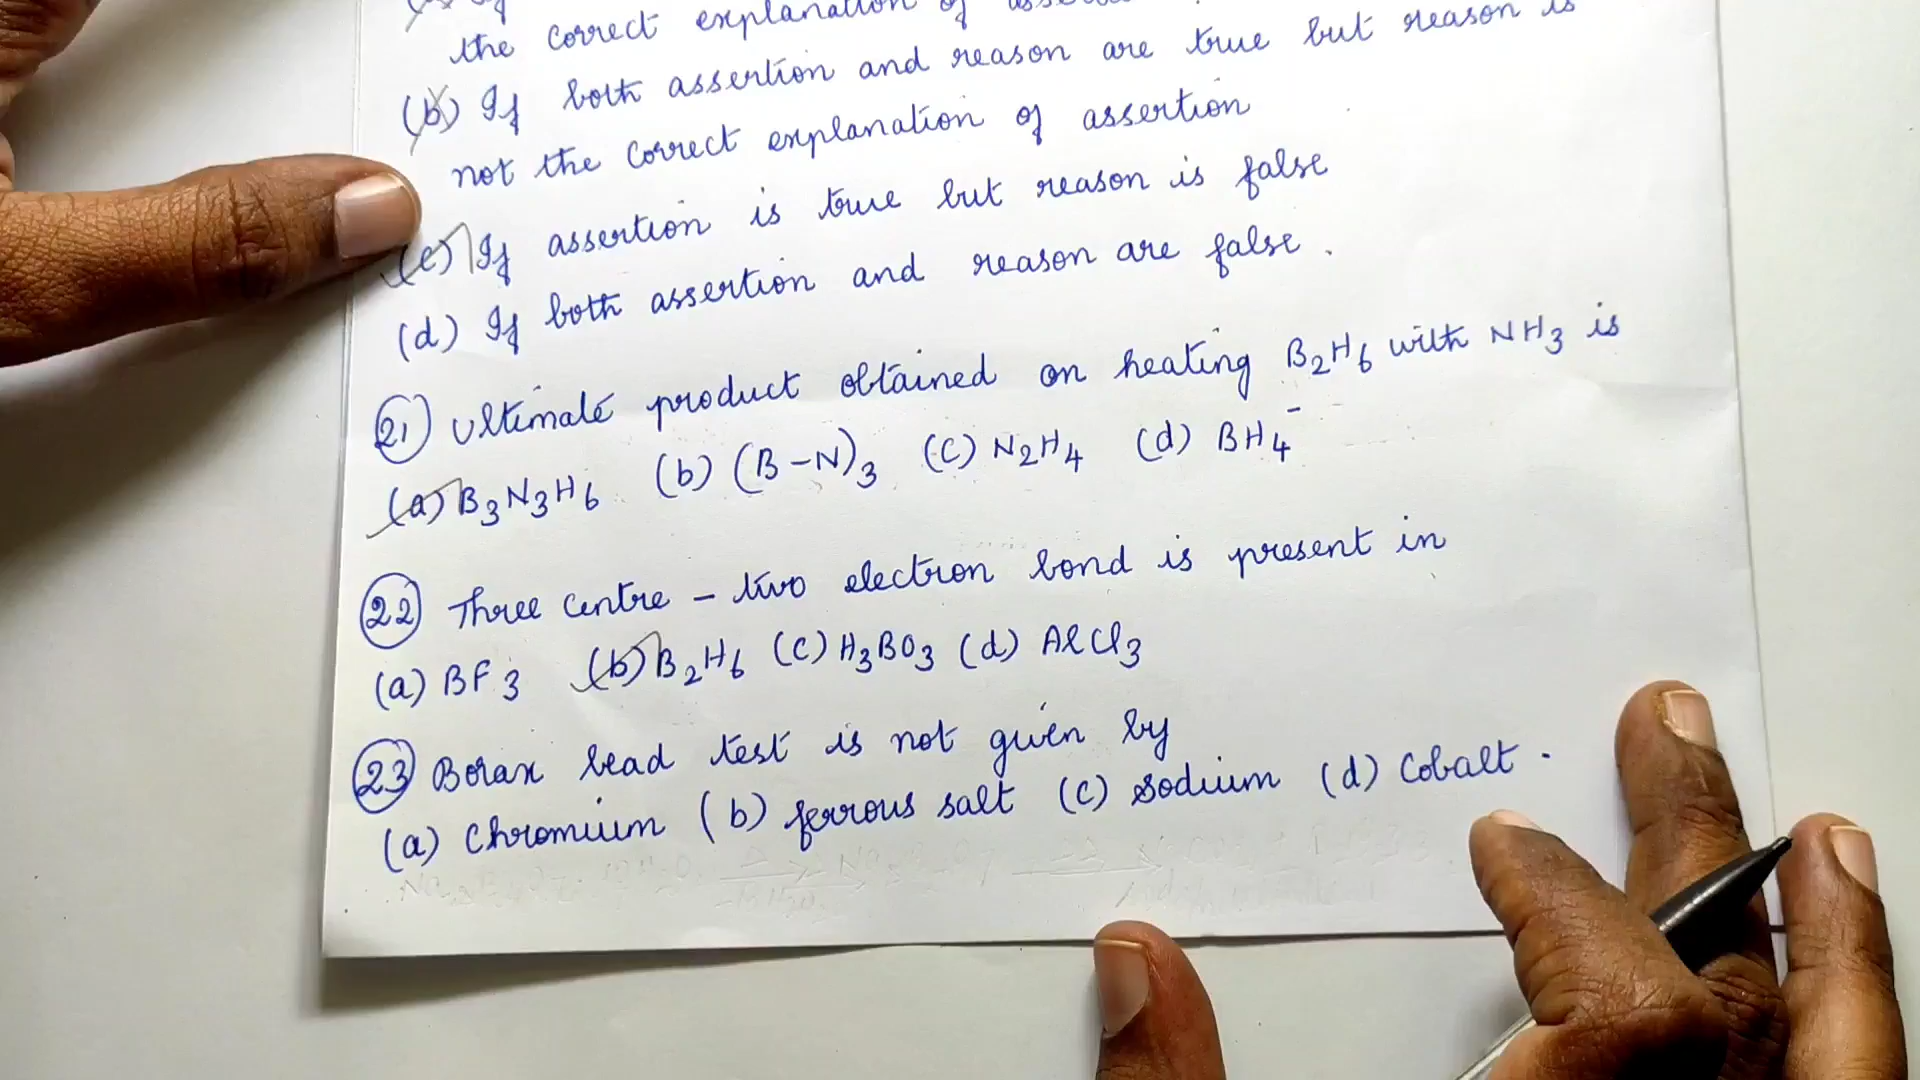 the correct explanation of
(b) If both assertion and reason are true but reason is
not the correct explanation of assertion
(c) If assertion is true but reason is false
(d) If both assertion and reason are false.
(21) Ultimate product obtained on heating B2H6 with NH3 is
(a) B3N3H6 (b) (B-N)3 (C) N2H4 (d) BH4-
(22) Three centre - two electron bond is present in
(a) BF3 (b) B2H6 (C) H3BO3 (d) AlCl3
(23) Borax bead test is not given by
(a) Chromium (b) ferrous salt (c) Sodium (d) Cobalt.